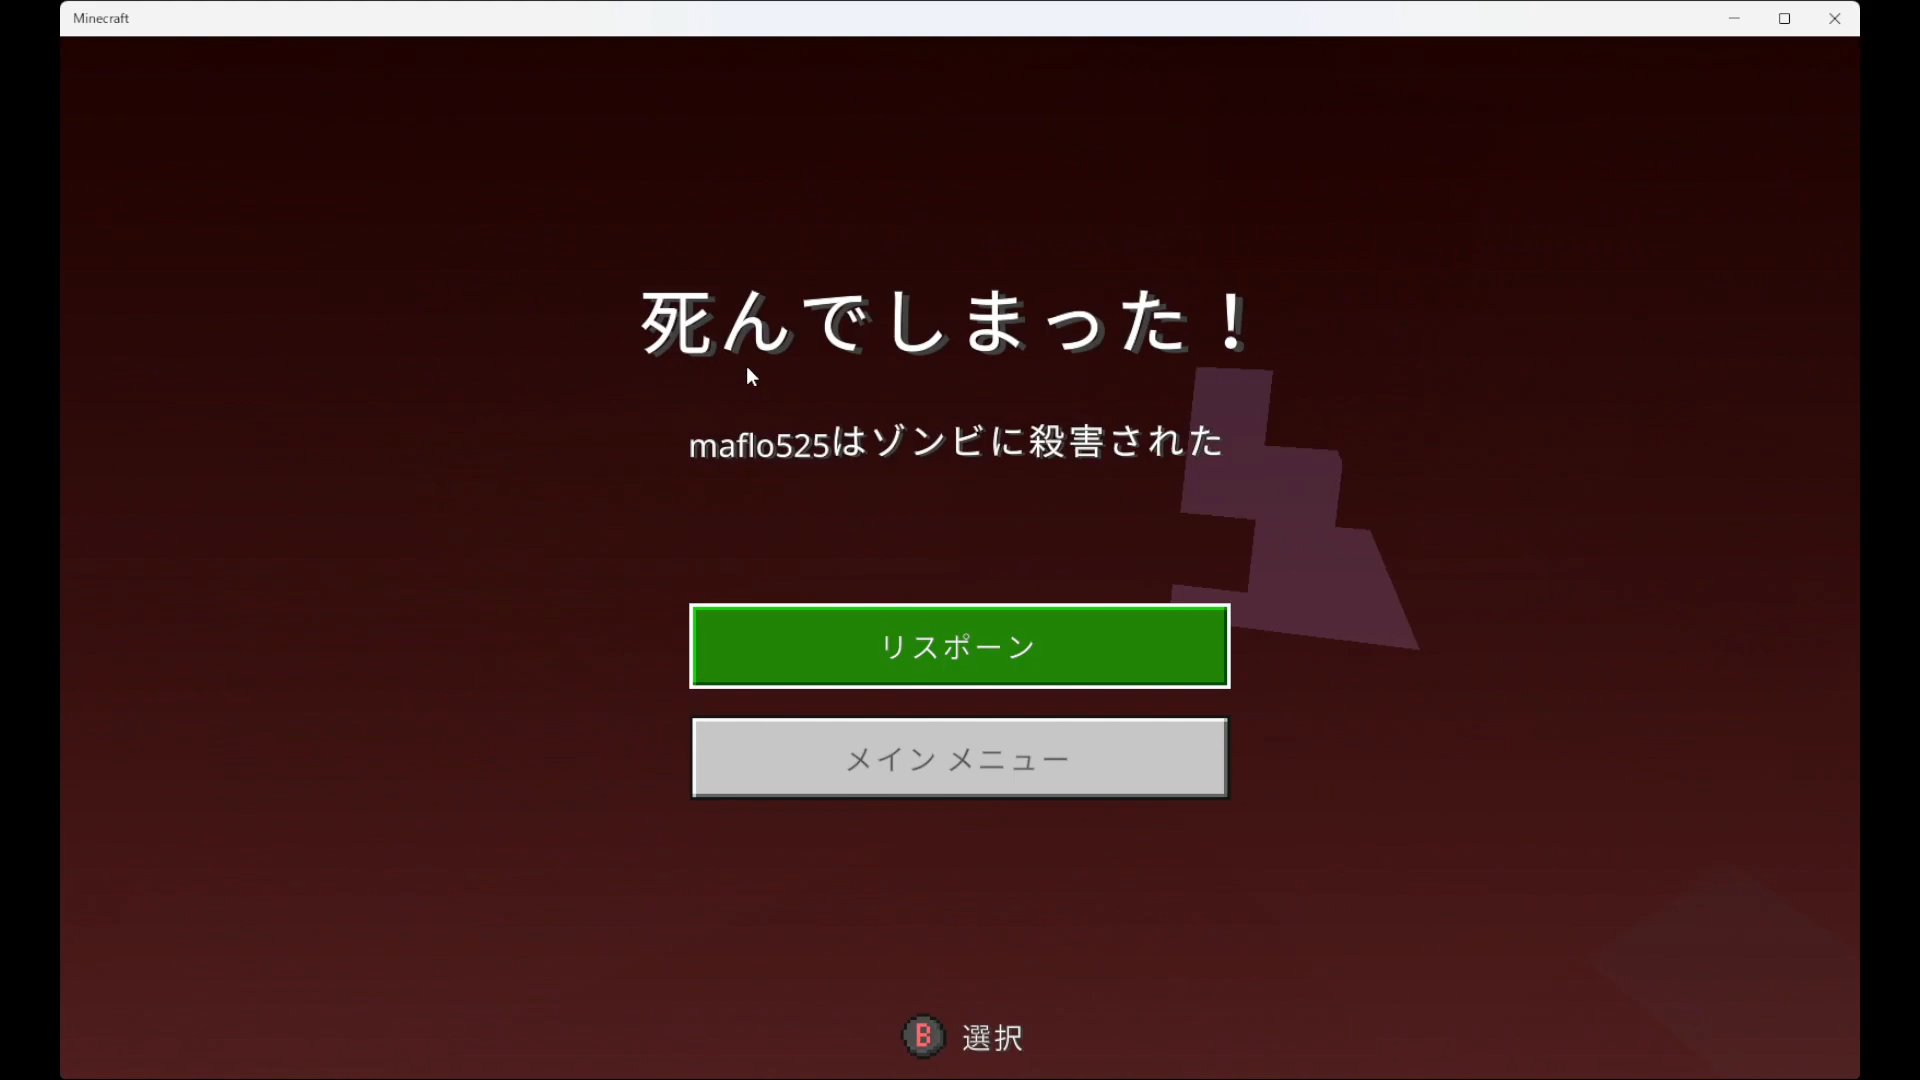 Minecraft
死んでしまった！
maflo525はゾンビに殺害された
リスポーン
メイン メニュー
B 選択